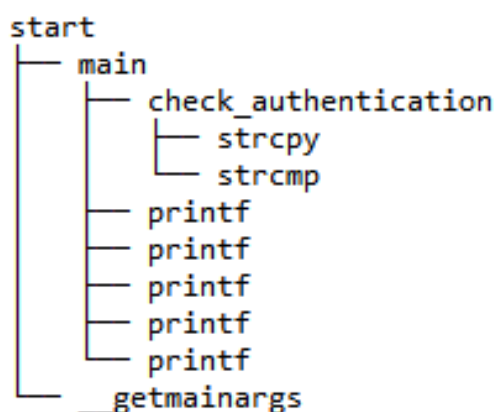 start
main
check_authentication
strcpy
strcmp
printf
printf
printf
printf
printf
__getmainargs